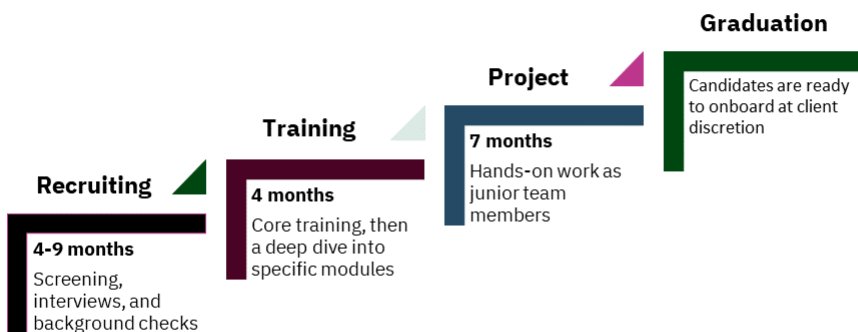 Recruiting
4-9 months
Screening,
interviews, and
background checks
Training
4 months
Core training, then
a deep dive into
specific modules
Project
7 months
Hands-on work as
junior team
members
Graduation
Candidates are ready
to onboard at client
discretion